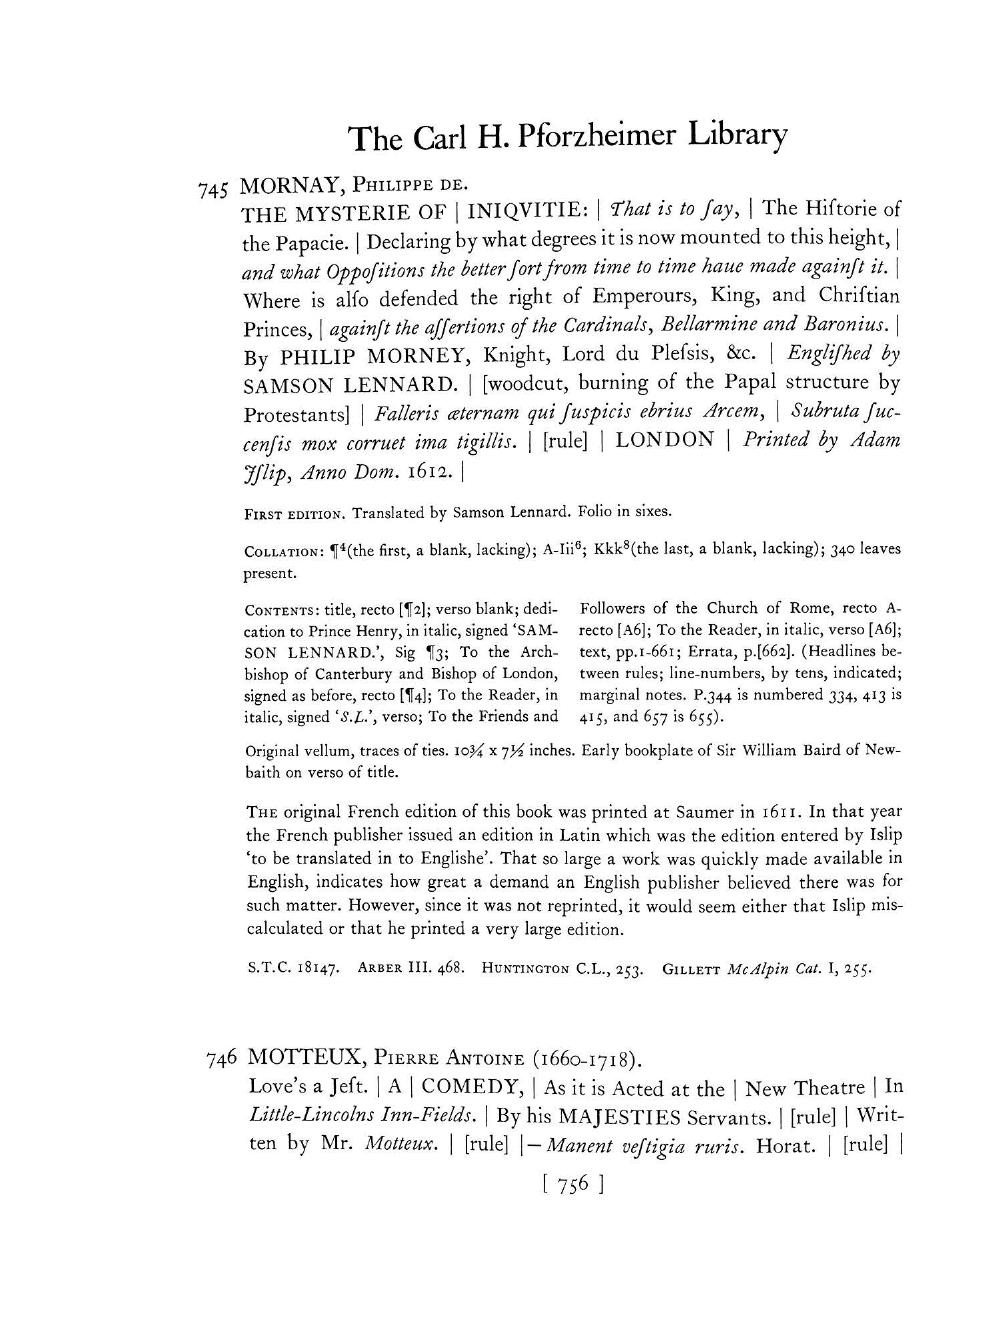 The Carl H. Pforzheimer Library
745 MORNAY, PHILIPPE DE.
THE MYSTERIE OF | INIQVITIE: | That is to ſay, | The Hiſtorie of
the Papacie. | Declaring by what degrees it is now mounted to this height, |
and what Oppoſitions the better ſort from time to time haue made againſt it. |
Where is alſo defended the right of Emperours, King, and Chriſtian
Princes, | againſt the aſſertions of the Cardinals, Bellarmine and Baronius. |
By PHILIP MORNEY, Knight, Lord du Pleſsis, &c. | Engliſhed by
SAMSON LENNARD. | [woodcut, burning of the Papal structure by
Protestants] | Falleris æternam qui ſuspicis ebrius Arcem, | Subruta ſuc-
cenſis mox corruet ima tigillis. | [rule] | LONDON | Printed by Adam
Iſlip, Anno Dom. 1612. |
FIRST EDITION. Translated by Samson Lennard. Folio in sixes.
COLLATION: ¶⁴(the first, a blank, lacking); A-Iii⁶; Kkk⁸(the last, a blank, lacking); 340 leaves
present.
CONTENTS: title, recto [¶2]; verso blank; dedi-
cation to Prince Henry, in italic, signed ‘SAM-
SON LENNARD.’, Sig ¶3; To the Arch-
bishop of Canterbury and Bishop of London,
signed as before, recto [¶4]; To the Reader, in
italic, signed ‘S.L.’, verso; To the Friends and
Followers of the Church of Rome, recto A-
recto [A6]; To the Reader, in italic, verso [A6];
text, pp.1-661; Errata, p.[662]. (Headlines be-
tween rules; line-numbers, by tens, indicated;
marginal notes. P.344 is numbered 334, 413 is
415, and 657 is 655).
Original vellum, traces of ties. 10¾ x 7½ inches. Early bookplate of Sir William Baird of New-
baith on verso of title.
THE original French edition of this book was printed at Saumer in 1611. In that year
the French publisher issued an edition in Latin which was the edition entered by Islip
‘to be translated in to Englishe’. That so large a work was quickly made available in
English, indicates how great a demand an English publisher believed there was for
such matter. However, since it was not reprinted, it would seem either that Islip mis-
calculated or that he printed a very large edition.
S.T.C. 18147. ARBER III. 468. HUNTINGTON C.L., 253. GILLETT McAlpin Cat. I, 255.
746 MOTTEUX, PIERRE ANTOINE (1660-1718).
Love’s a Jeſt. | A | COMEDY, | As it is Acted at the | New Theatre | In
Little-Lincolns Inn-Fields. | By his MAJESTIES Servants. | [rule] | Writ-
ten by Mr. Motteux. | [rule] |— Manent veſtigia ruris. Horat. | [rule] |
[ 756 ]